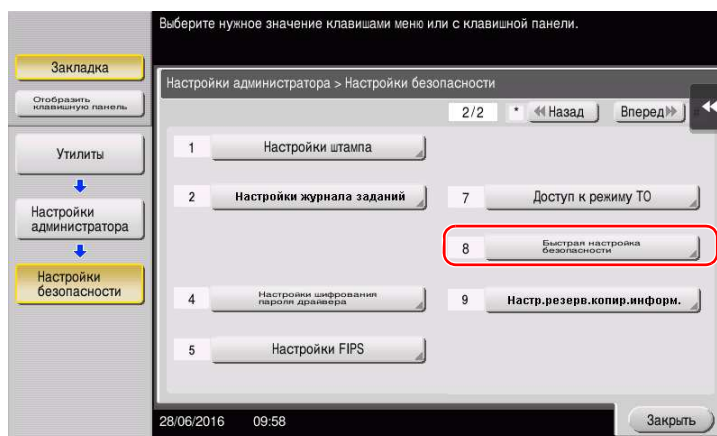 Выберите нужное значение клавишами меню или с клавишной панели.
Закладка
Отобразить
клавишную панель
Утилиты
Настройки
администратора
Настройки
безопасности
Настройки администратора > Настройки безопасности
2/2 * Назад Вперед
1 Настройки штампа
2 Настройки журнала заданий
7 Доступ к режиму ТО
8 Быстрая настройка
безопасности
4 Настройки шифрования
пароля драйвера
9 Настр.резерв.копир.информ.
5 Настройки FIPS
28/06/2016 09:58
Закрыть